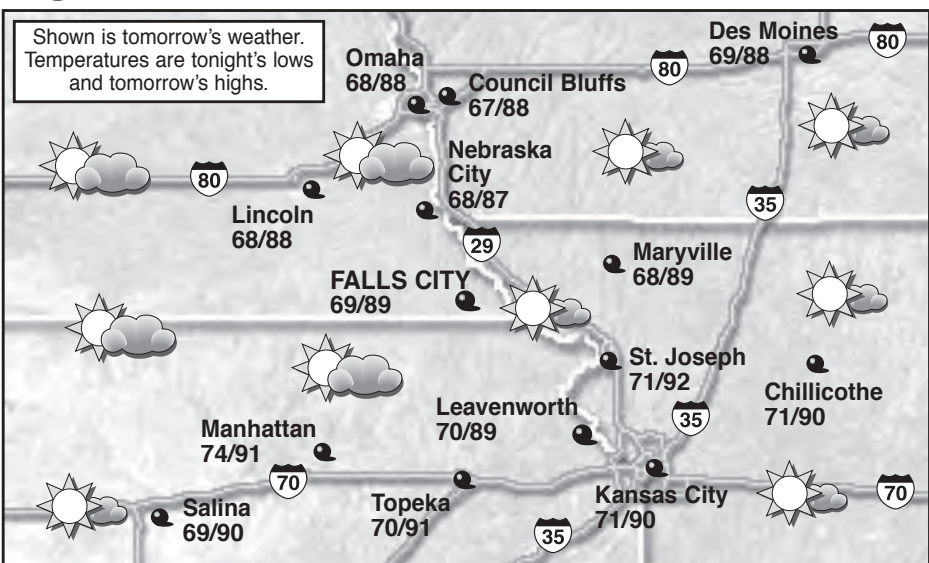 Shown is tomorrow's weather.
Temperatures are tonight's lows
and tomorrow's highs.
Des Moines
69/88
80
Omaha
68/88
80
Council Bluffs
67/88
Nebraska
City
68/87
80
Lincoln
68/88
35
29
Maryville
68/89
FALLS CITY
69/89
St. Joseph
71/92
Chillicothe
71/90
Leavenworth
70/89
35
Manhattan
74/91
70
Salina
69/90
Topeka
70/91
Kansas City
71/90
70
35